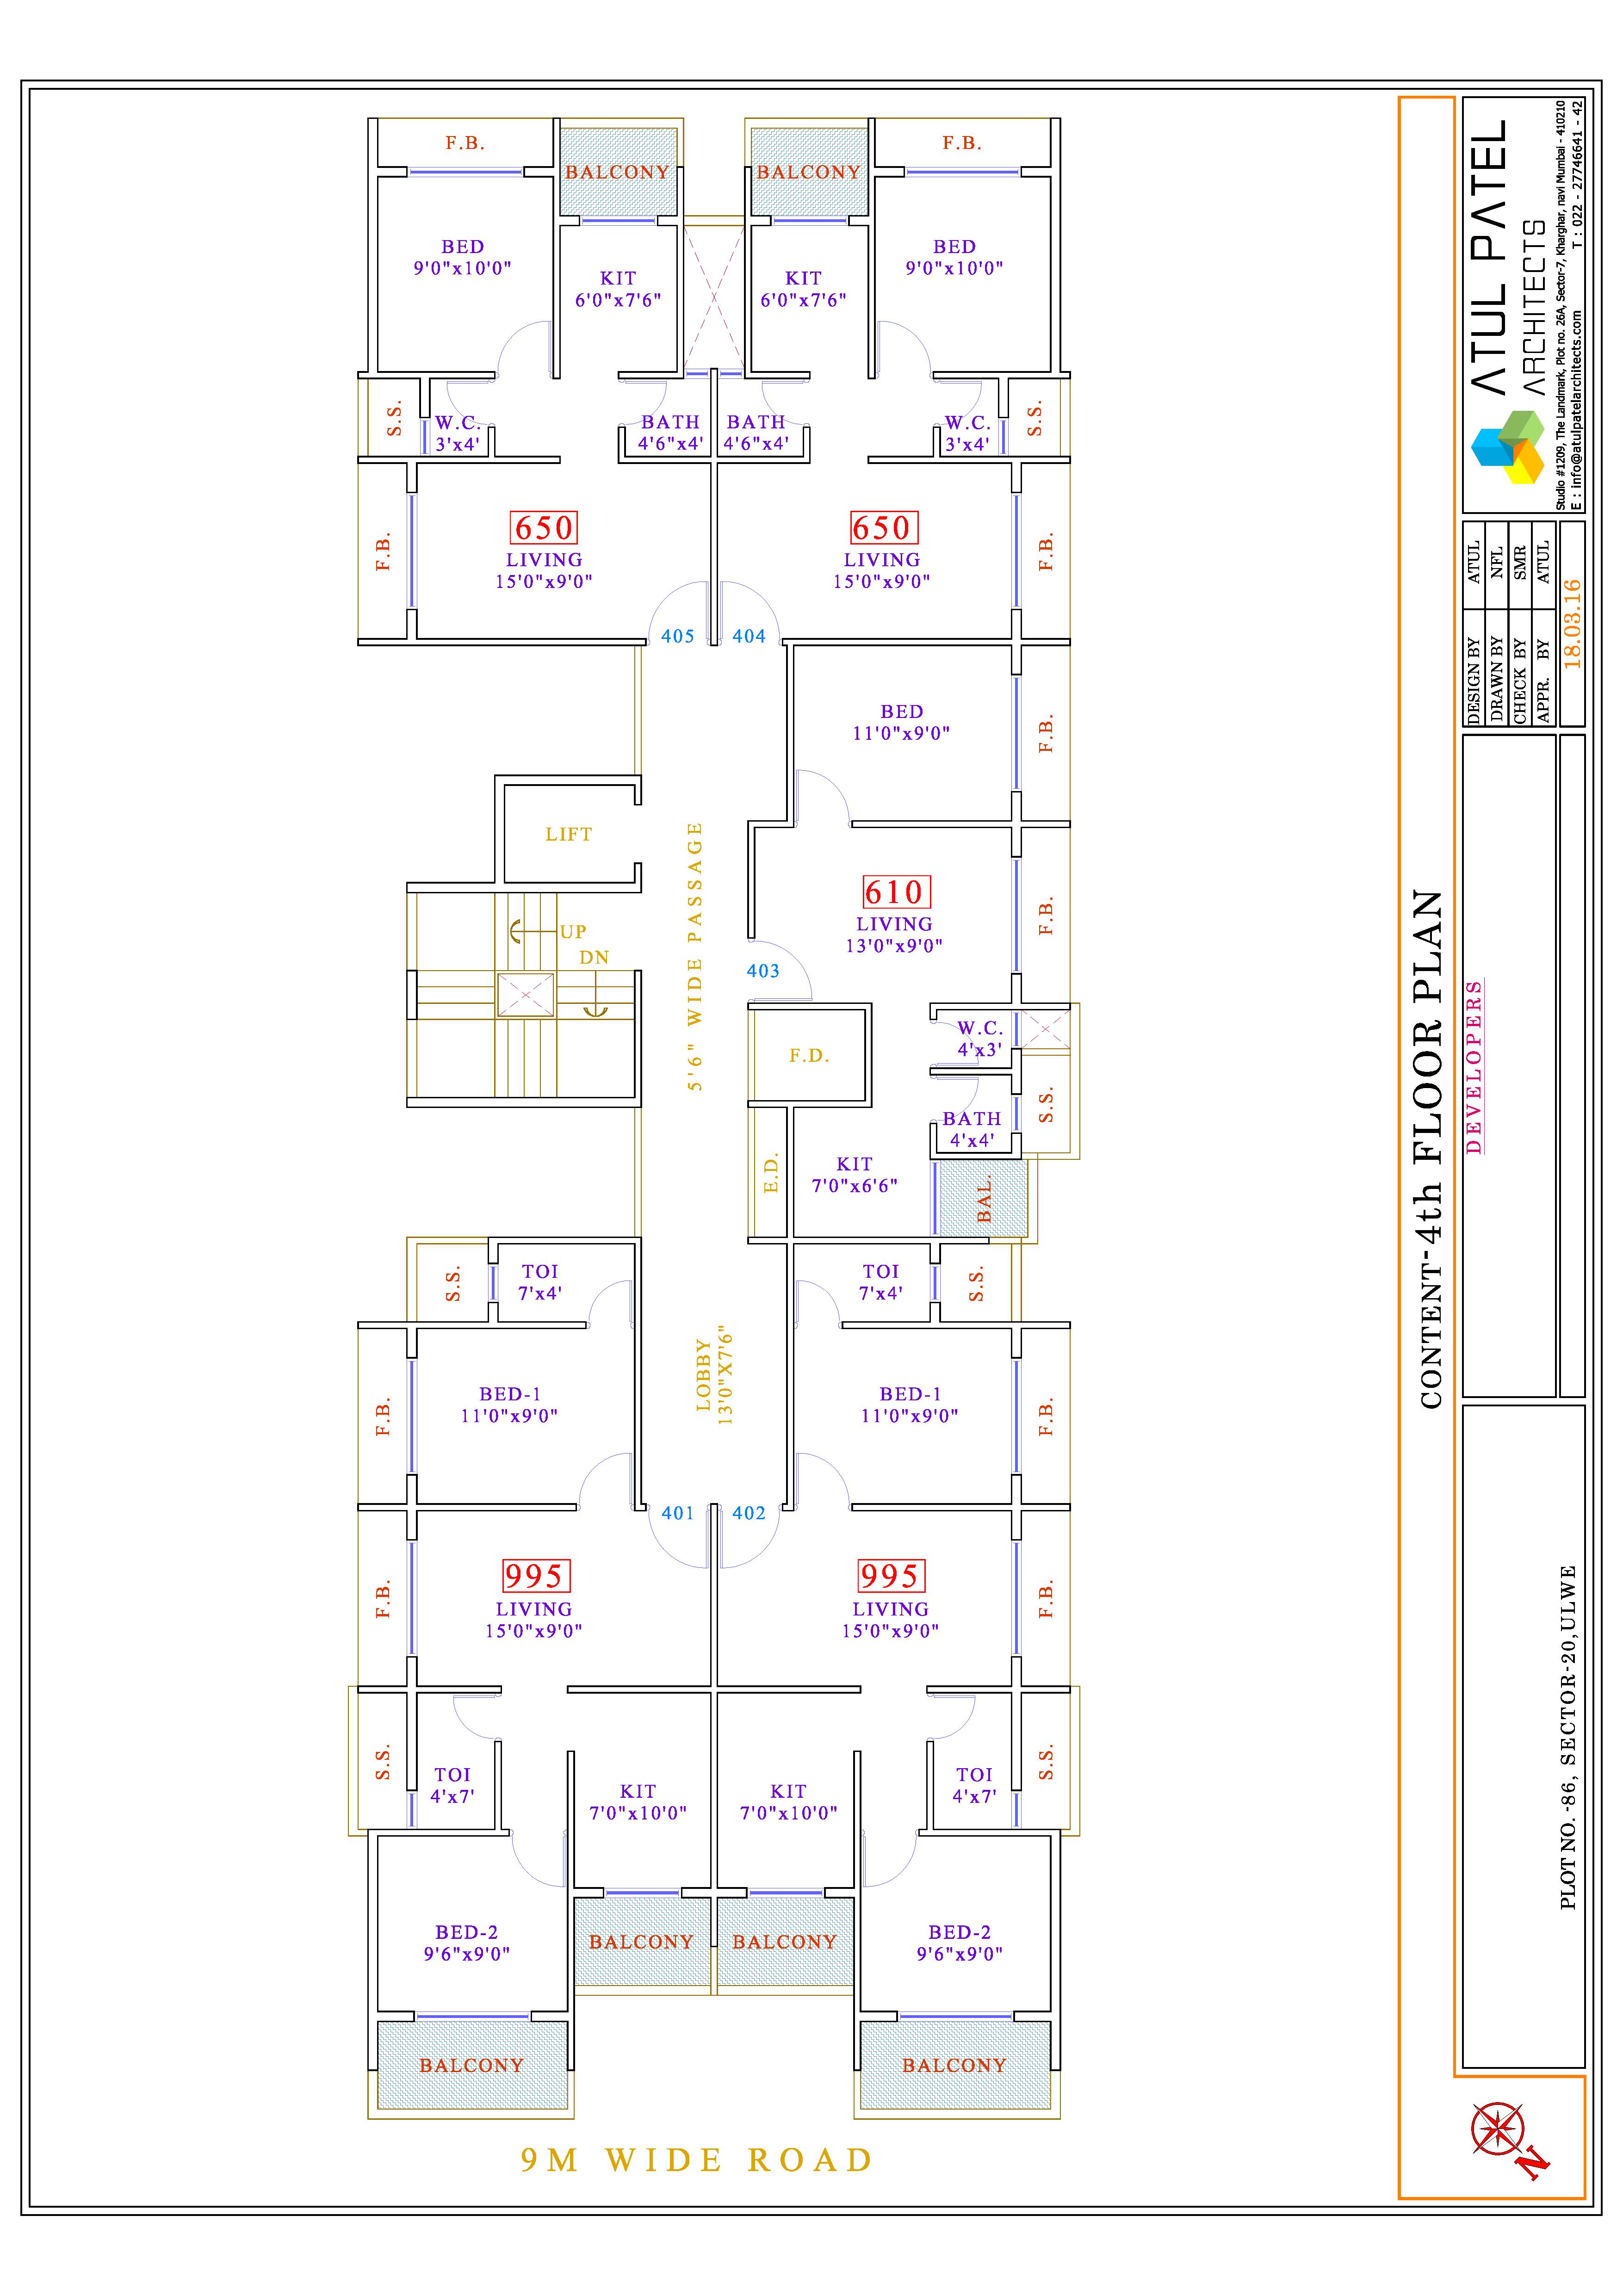 F.B.
F.B.
BALCONY
BALCONY
BED
9'0"x10'0"
KIT
6'0"x7'6"
KIT
6'0"x7'6"
BED
9'0"x10'0"
S.S.
W.C.
3'x4'
BATH
4'6"x4'
BATH
4'6"x4'
W.C.
3'x4'
S.S.
F.B.
650
LIVING
15'0"x9'0"
650
LIVING
15'0"x9'0"
F.B.
405
404
BED
11'0"x9'0"
F.B.
LIFT
5'6" WIDE PASSAGE
610
LIVING
13'0"x9'0"
F.B.
UP
DN
403
F.D.
W.C.
4'x3'
BATH
4'x4'
S.S.
E.D.
KIT
7'0"x6'6"
BAL.
S.S.
TOI
7'x4'
TOI
7'x4'
S.S.
LOBBY
13'0"X7'6"
F.B.
BED-1
11'0"x9'0"
BED-1
11'0"x9'0"
F.B.
401
402
F.B.
995
LIVING
15'0"x9'0"
995
LIVING
15'0"x9'0"
F.B.
S.S.
TOI
4'x7'
KIT
7'0"x10'0"
KIT
7'0"x10'0"
TOI
4'x7'
S.S.
BED-2
9'6"x9'0"
BALCONY
BALCONY
BED-2
9'6"x9'0"
BALCONY
BALCONY
9M WIDE ROAD
CONTENT-4th FLOOR PLAN
ATUL PATEL
ARCHITECTS
Studio #1209, The Landmark, Plot no. 26A, Sector-7, Kharghar, navi Mumbai - 410210
E : info@atulpatelarchitects.com T : 022 - 27746641 - 42
DESIGN BY ATUL
DRAWN BY NFL
CHECK BY SMR
APPR. BY ATUL
18.03.16
DEVELOPERS
PLOT NO. -86, SECTOR-20,ULWE
N